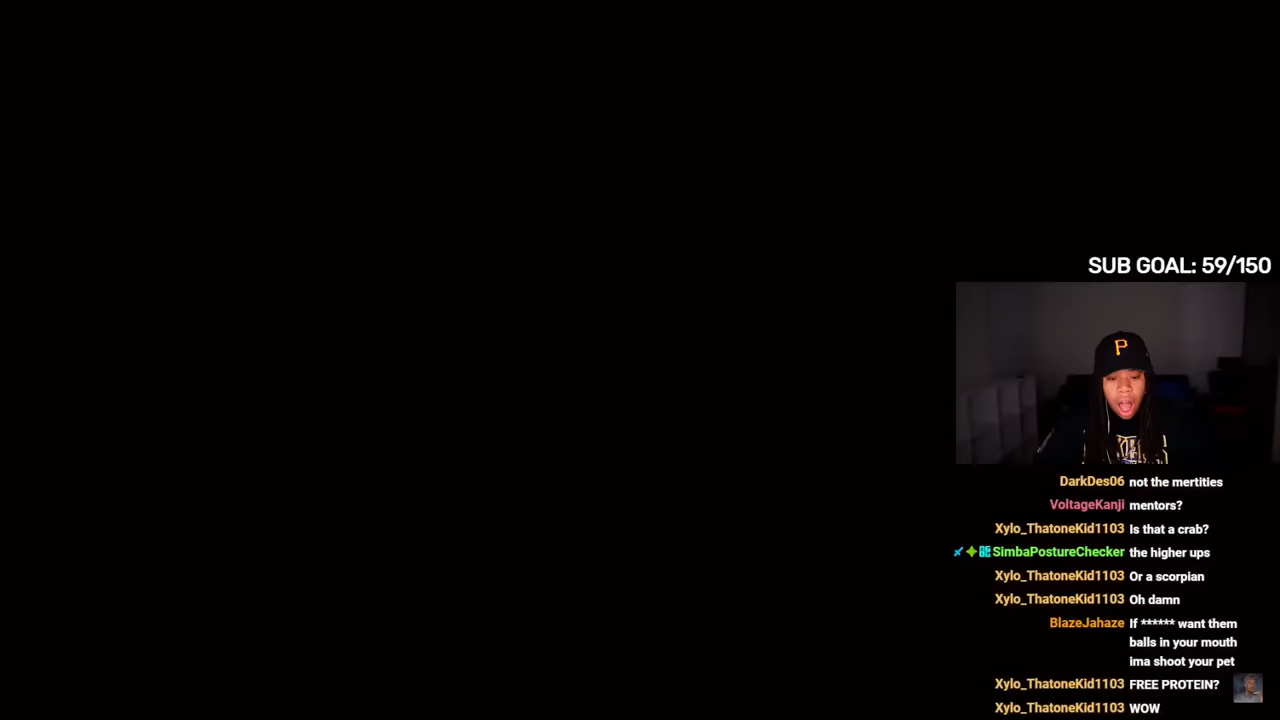 SUB GOAL: 59/150
P
DarkDes06 not the mertities
VoltageKanji mentors?
Xylo_ThatoneKid1103 Is that a crab?
SimbaPostureChecker the higher ups
Xylo_ThatoneKid1103 Or a scorpian
Xylo_ThatoneKid1103 Oh damn
BlazeJahaze If ****** want them
balls in your mouth
ima shoot your pet
Xylo_ThatoneKid1103 FREE PROTEIN?
Xylo_ThatoneKid1103 WOW